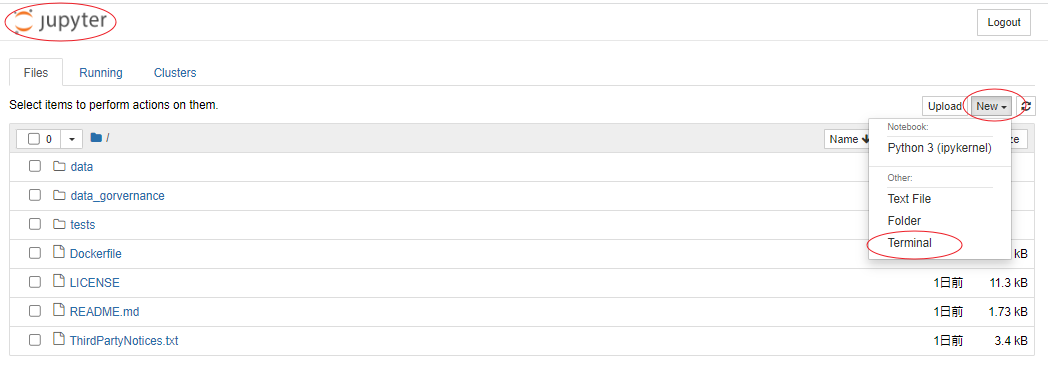 jupyter
Logout
Files Running Clusters
Select items to perform actions on them.
Upload New
0 /
Name
Notebook:
Python 3 (ipykernel)
Other:
Text File
Folder
Terminal
data
data_gorvernance
tests
Dockerfile kB
LICENSE 1日前 11.3 kB
README.md 1日前 1.73 kB
ThirdPartyNotices.txt 1日前 3.4 kB